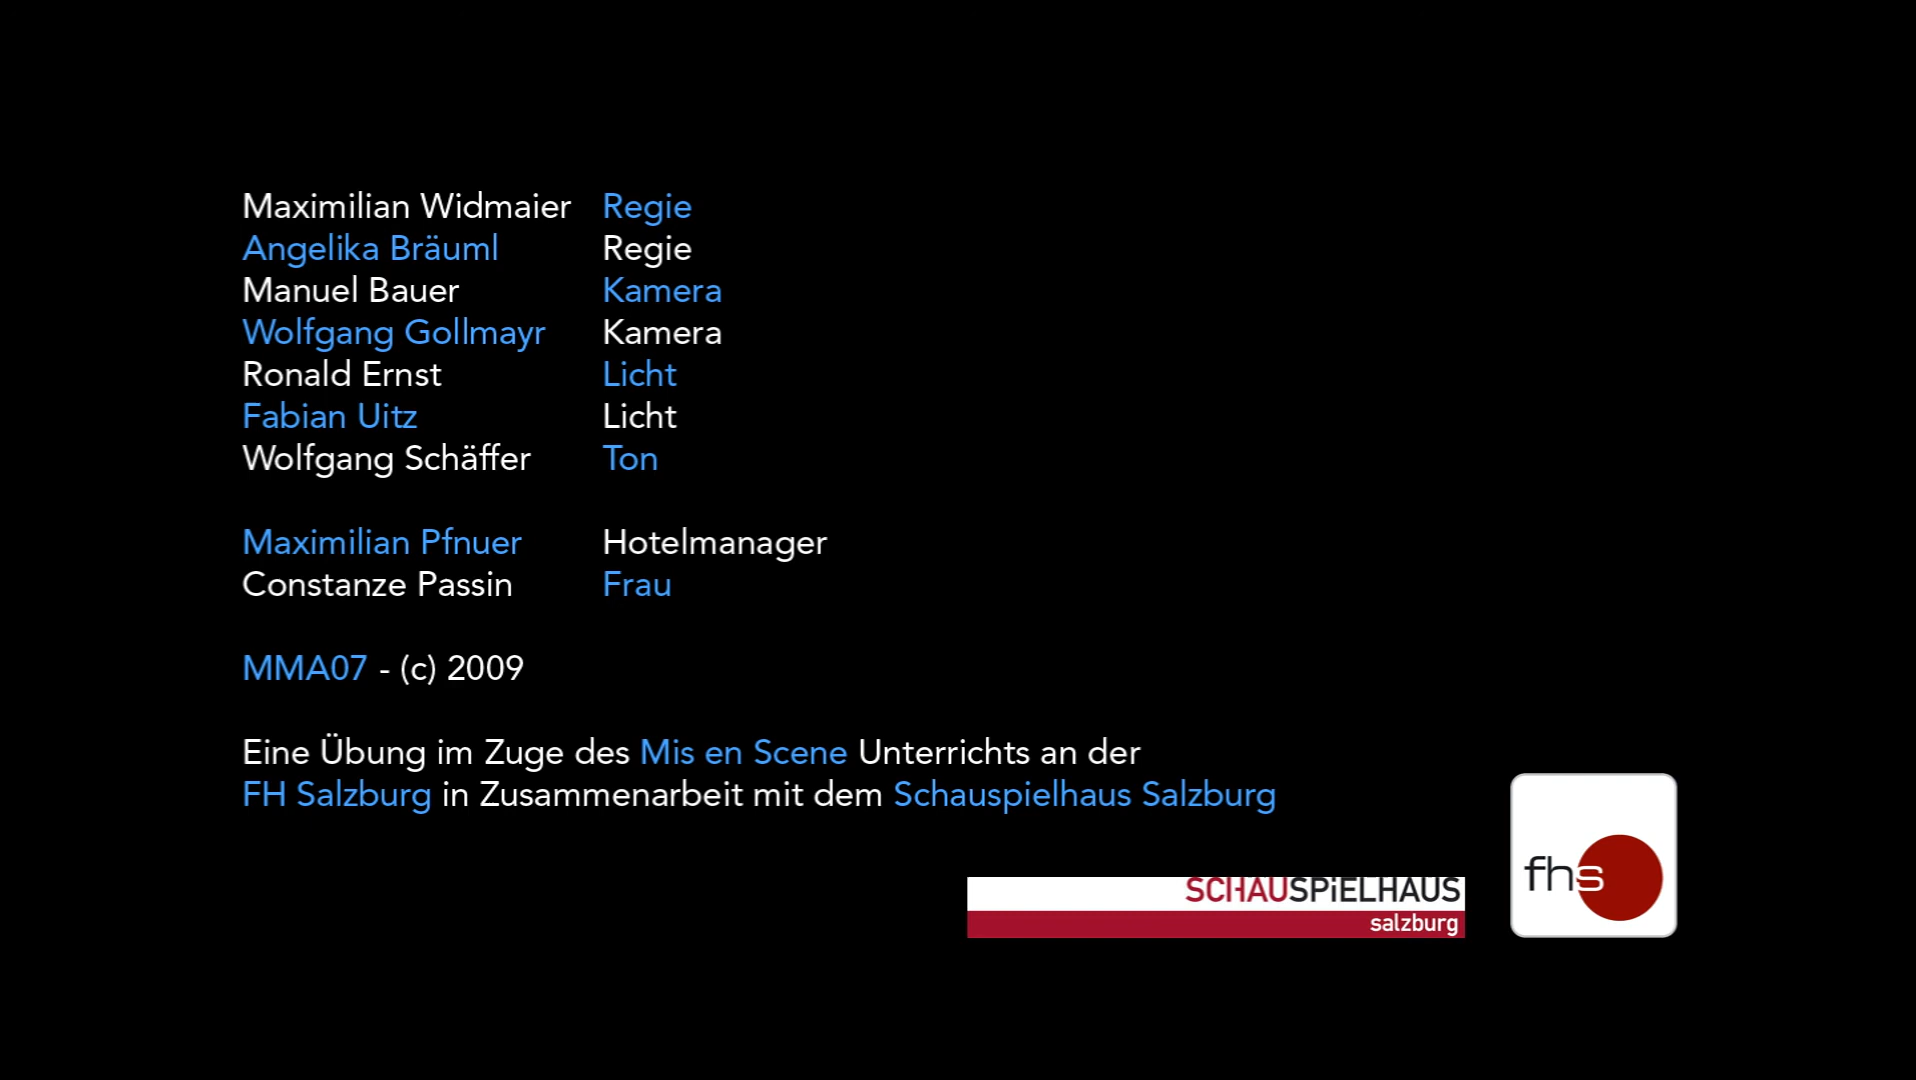 Maximilian Widmaier Regie
Angelika Bräuml Regie
Manuel Bauer Kamera
Wolfgang Gollmayr Kamera
Ronald Ernst Licht
Fabian Uitz Licht
Wolfgang Schäffer Ton
Maximilian Pfnuer Hotelmanager
Constanze Passin Frau
MMA07 - (c) 2009
Eine Übung im Zuge des Mis en Scene Unterrichts an der
FH Salzburg in Zusammenarbeit mit dem Schauspielhaus Salzburg
SCHAUSPiELHAUS
salzburg
fhs